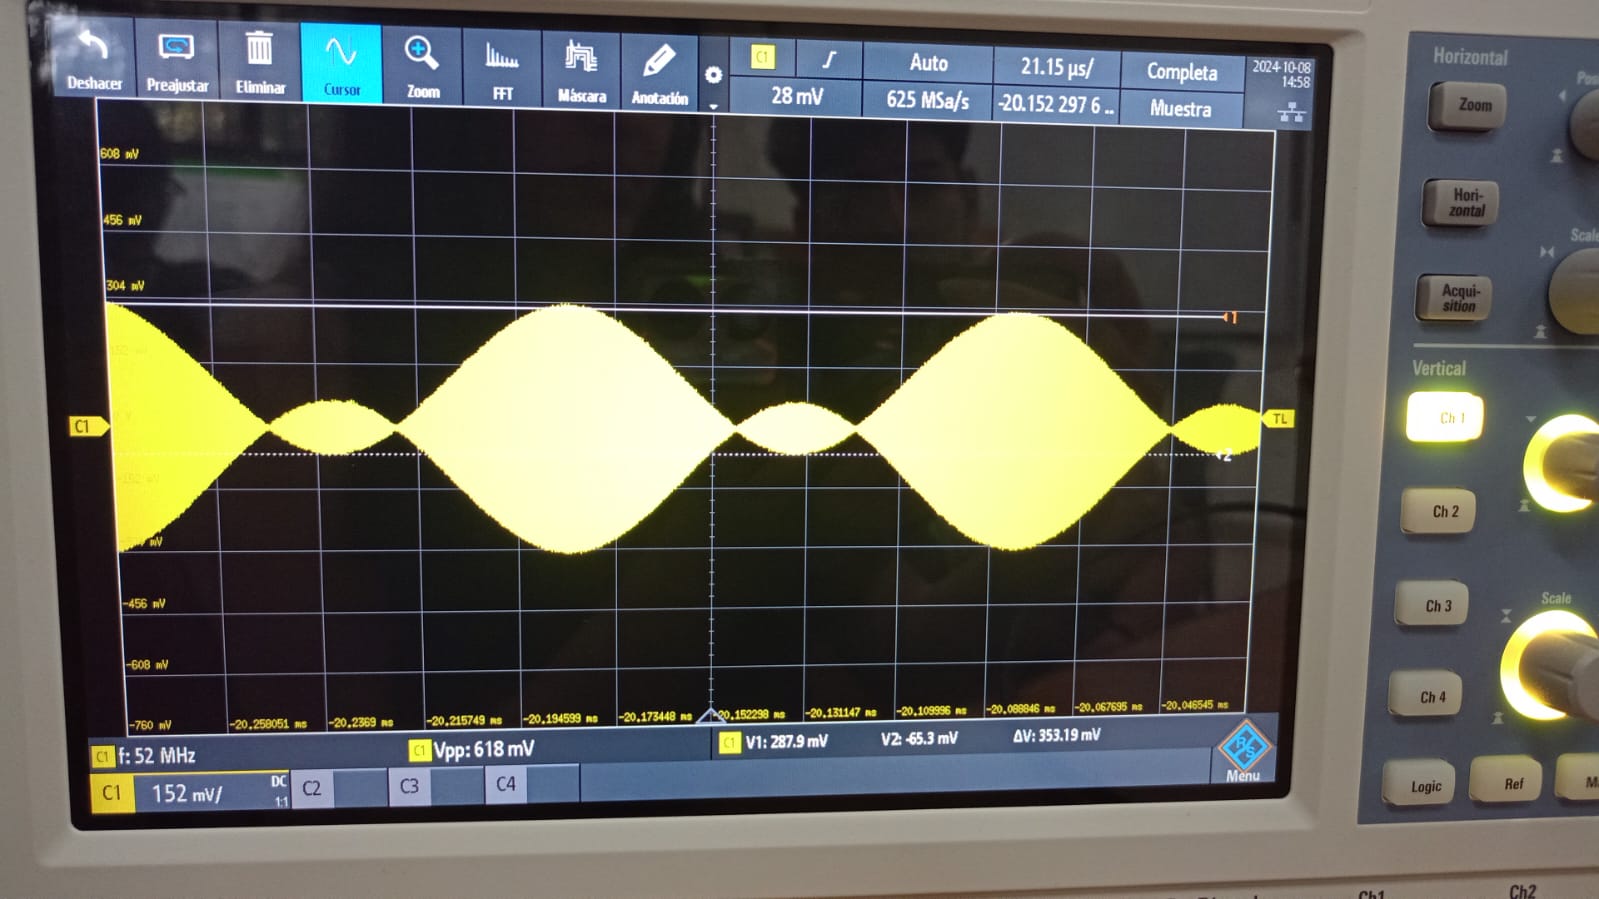 Deshacer
Preajustar
Eliminar
Cursor
Zoom
FFT
Máscara
Anotación
C1
Auto
21.15 µs/
Completa
28 mV
625 MSa/s
-20.152 297 6 ..
Muestra
2024-10-08
14:58
608 mV
456 mV
304 mV
152 mV
C1
TL
1
2
-152 mV
-456 mV
-608 mV
-760 mV
-20.258051 ms
-20.2369 ms
-20.215749 ms
-20.194599 ms
-20.173448 ms
-20.152298 ms
-20.131147 ms
-20.109996 ms
-20.088846 ms
-20.067695 ms
-20.046545 ms
C1 f: 52 MHz
C1 Vpp: 618 mV
C1 V1: 287.9 mV
V2: -65.3 mV
ΔV: 353.19 mV
C1
152 mV/
DC
1:1
C2
C3
C4
R&S
Menu
Horizontal
Zoom
Hori-
zontal
Acqui-
sition
Scale
Vertical
Ch 1
Ch 2
Ch 3
Scale
Ch 4
Logic
Ref
Ch1
Ch2